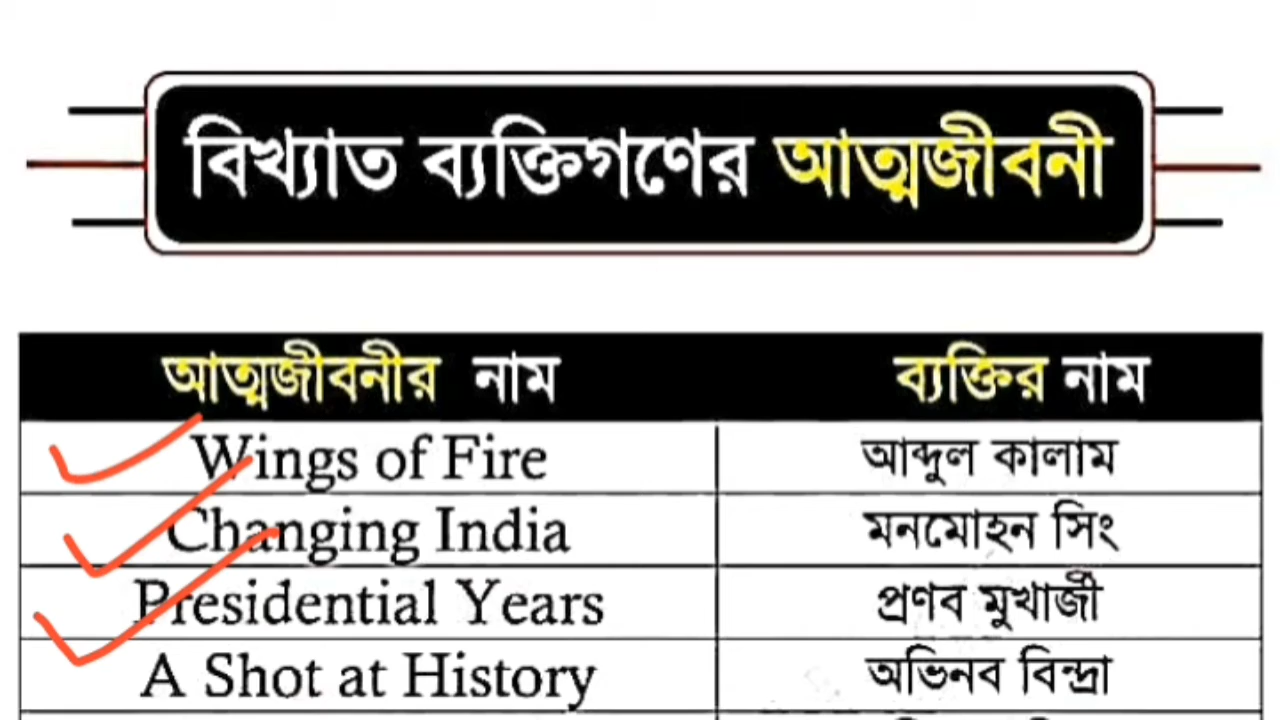 বিখ্যাত ব্যক্তিগণের আত্মজীবনী
আত্মজীবনীর নাম ব্যক্তির নাম
Wings of Fire আব্দুল কালাম
Changing India মনমোহন সিং
Presidential Years প্রণব মুখার্জী
A Shot at History অভিনব বিন্দ্রা